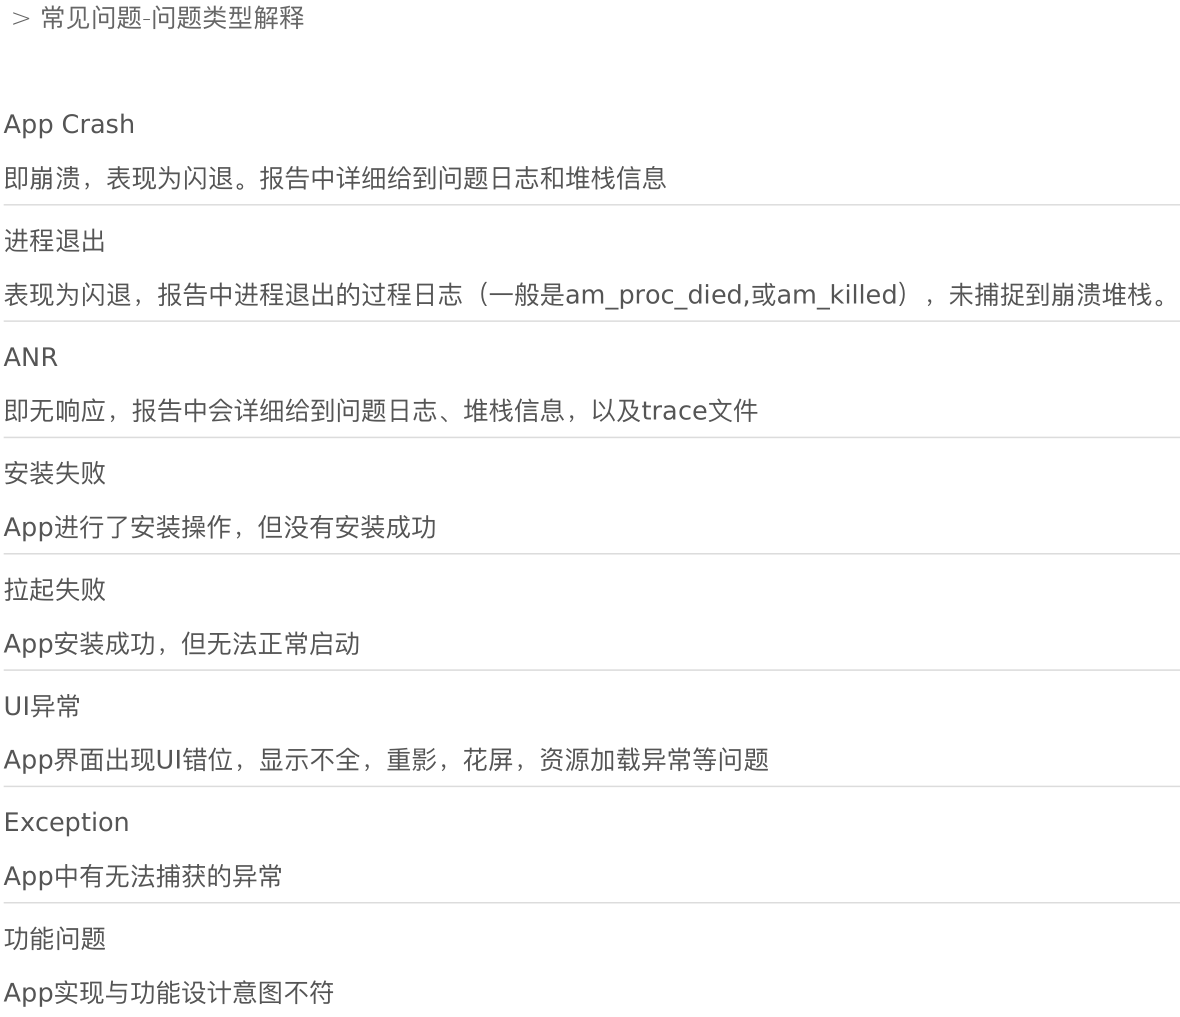 > 常见问题-问题类型解释
App Crash
即崩溃，表现为闪退。报告中详细给到问题日志和堆栈信息
进程退出
表现为闪退，报告中进程退出的过程日志（一般是am_proc_died,或am_killed），未捕捉到崩溃堆栈。
ANR
即无响应，报告中会详细给到问题日志、堆栈信息，以及trace文件
安装失败
App进行了安装操作，但没有安装成功
拉起失败
App安装成功，但无法正常启动
UI异常
App界面出现UI错位，显示不全，重影，花屏，资源加载异常等问题
Exception
App中有无法捕获的异常
功能问题
App实现与功能设计意图不符